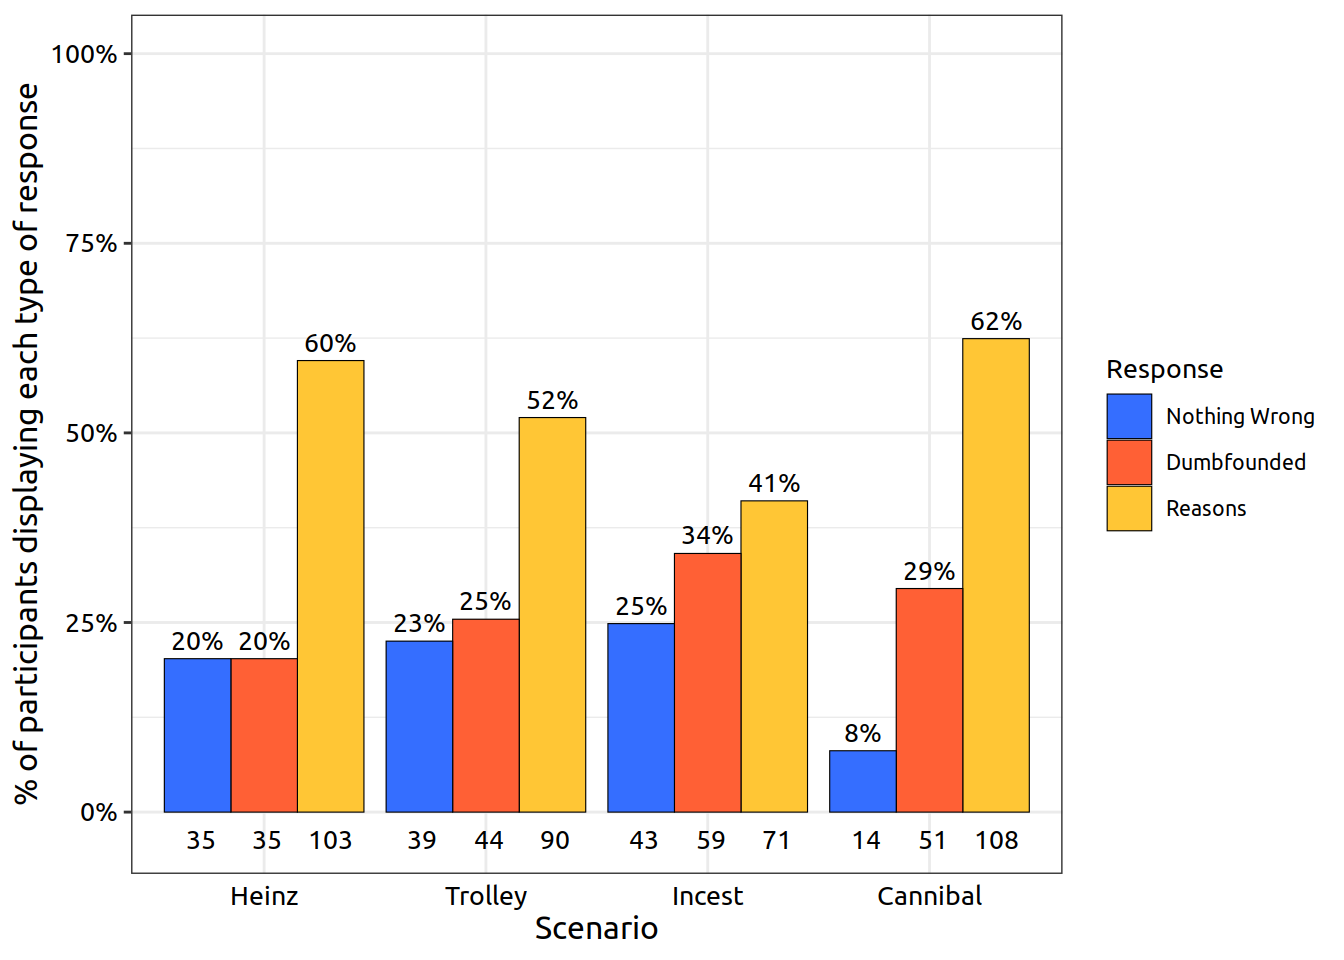 % of participants displaying each type of response
100%
75%
50%
25%
0%
20% 20% 60%
23% 25% 52%
25% 34% 41%
8% 29% 62%
35 35 103 39 44 90 43 59 71 14 51 108
Heinz Trolley Incest Cannibal
Scenario
Response
Nothing Wrong
Dumbfounded
Reasons